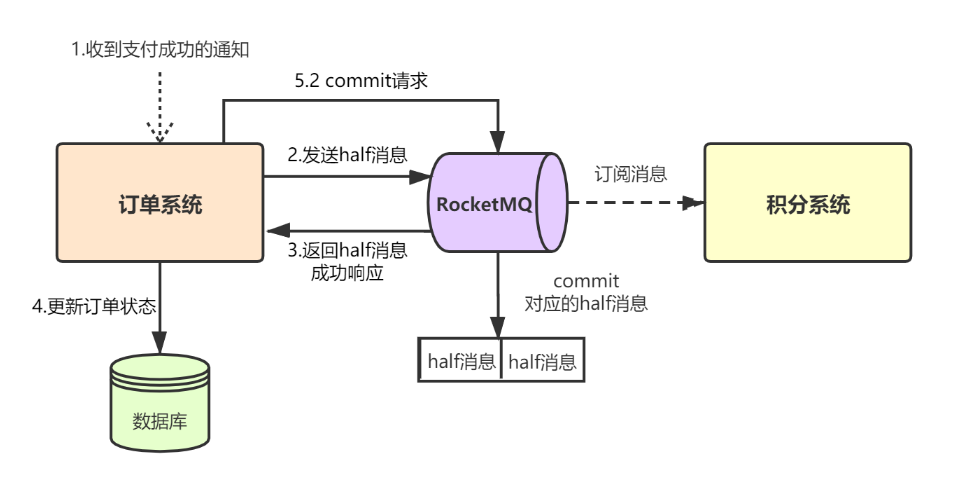 1.收到支付成功的通知
5.2 commit请求
2.发送half消息
订单系统
RocketMQ
订阅消息
积分系统
3.返回half消息
成功响应
4.更新订单状态
commit
对应的half消息
half消息
half消息
数据库